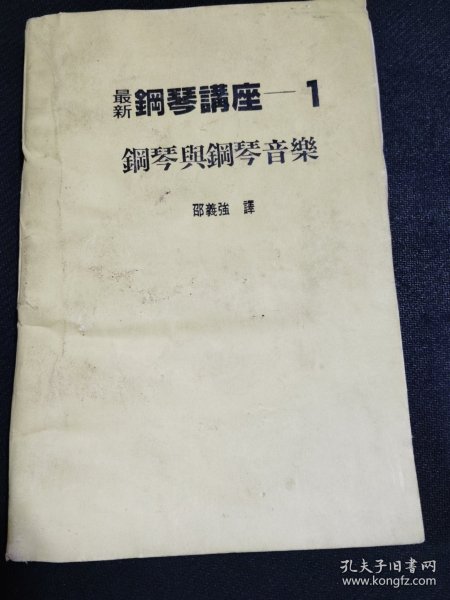 最新 鋼琴講座—1
鋼琴與鋼琴音樂
邵義強 譯
孔夫子旧书网
www.kongfz.com